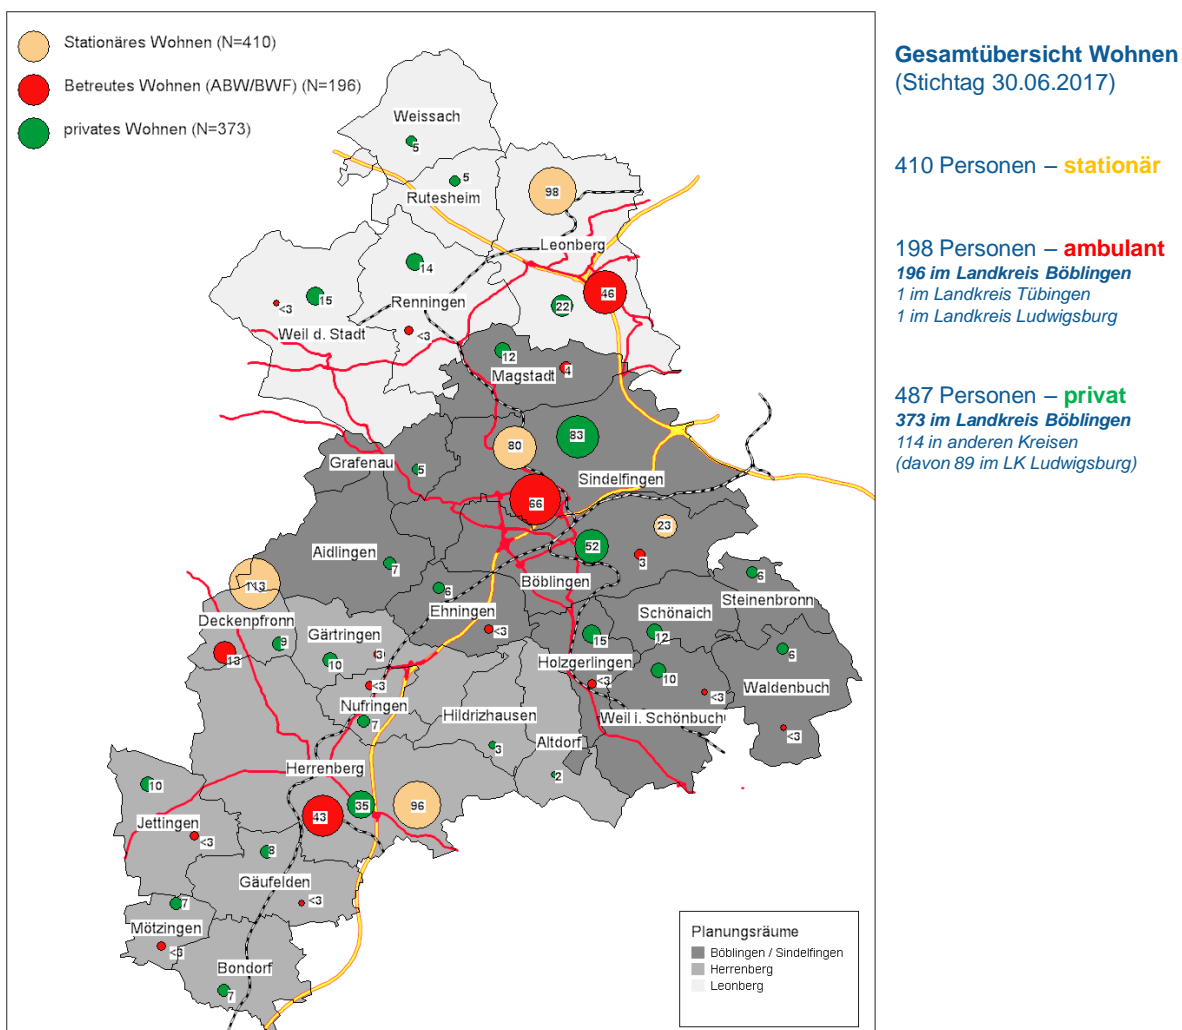 Stationäres Wohnen (N=410)
Betreutes Wohnen (ABW/BWF) (N=196)
privates Wohnen (N=373)
Gesamtübersicht Wohnen
(Stichtag 30.06.2017)
410 Personen – stationär
198 Personen – ambulant
196 im Landkreis Böblingen
1 im Landkreis Tübingen
1 im Landkreis Ludwigsburg
487 Personen – privat
373 im Landkreis Böblingen
114 in anderen Kreisen
(davon 89 im LK Ludwigsburg)
Weissach
5
5
Rutesheim
98
Leonberg
14
46
15
<3
22
Renningen
<3
Weil d. Stadt
12
Magstadt
4
83
80
Grafenau
5
Sindelfingen
66
23
52
3
Aidlingen
7
Böblingen
6
113
6
Steinenbronn
Ehningen
<3
Schönaich
Deckenpfronn
9
Gärtringen
15
12
13
10
3
Holzgerlingen
6
10
<3
<3
<3
Waldenbuch
Nufringen
7
Hildrizhausen
Weil i. Schönbuch
<3
3
Altdorf
2
Herrenberg
10
35
96
43
Jettingen
<3
8
Gäufelden
<3
7
Mötzingen
<3
Bondorf
7
Planungsräume
Böblingen / Sindelfingen
Herrenberg
Leonberg